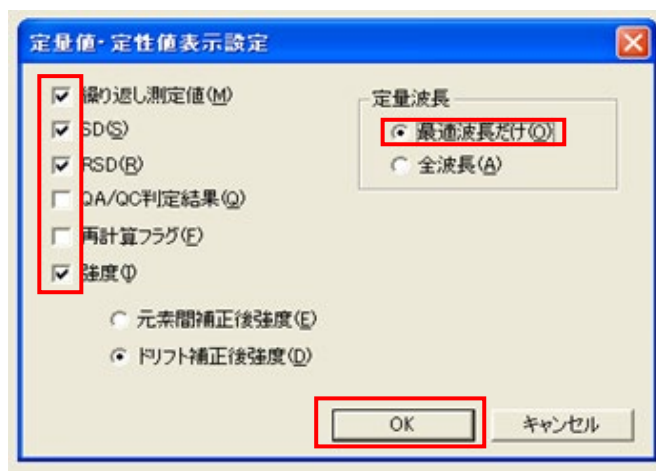 定量値・定性値表示設定
繰り返し測定値(M)
SD(S)
RSD(R)
QA/QC判定結果(Q)
再計算フラグ(F)
強度(I)
元素間補正後強度(E)
ドリフト補正後強度(D)
定量波長
最適波長だけ(O)
全波長(A)
OK
キャンセル